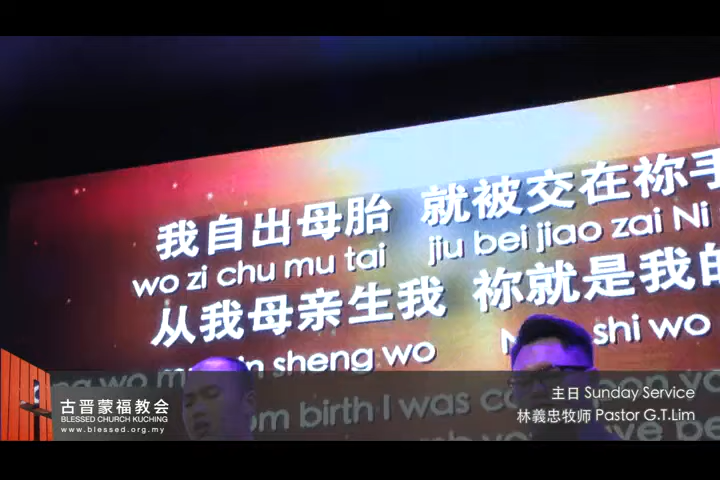 我自出母胎 就被交在祢手
wo zi chu mu tai jiu bei jiao zai Ni
从我母亲生我 祢就是我的
sheng wo shi wo
wo
from birth I was you
古晋蒙福教会
BLESSED CHURCH KUCHING
www.blessed.org.my
主日 Sunday Service
林義忠牧师 Pastor G.T.Lim